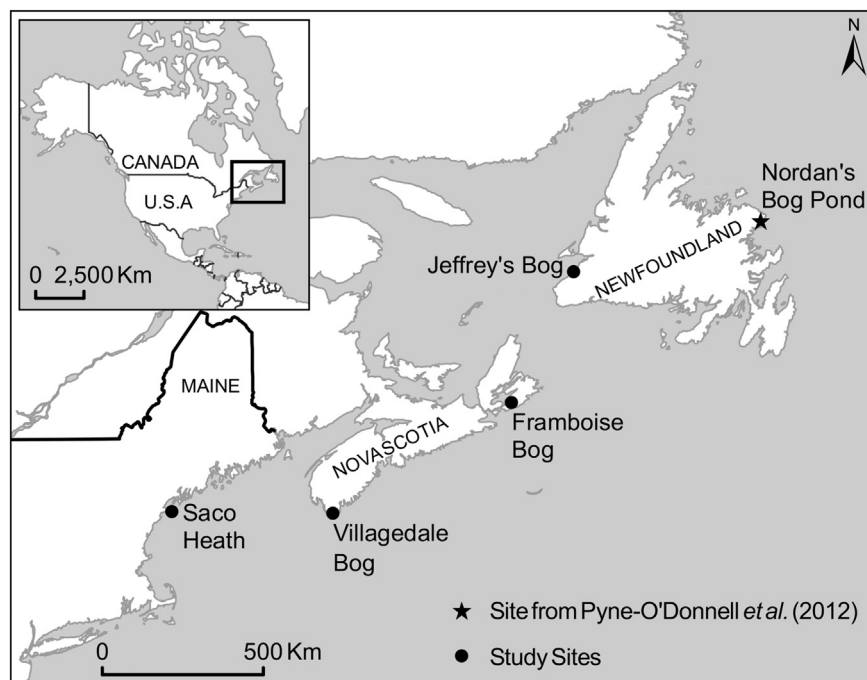 N
CANADA
U.S.A
0 2,500 Km
Nordan's
Bog Pond
NEWFOUNDLAND
Jeffrey's Bog
MAINE
Framboise
Bog
NOVASCOTIA
Saco
Heath
Villagedale
Bog
Site from Pyne-O'Donnell et al. (2012)
0 500 Km
Study Sites